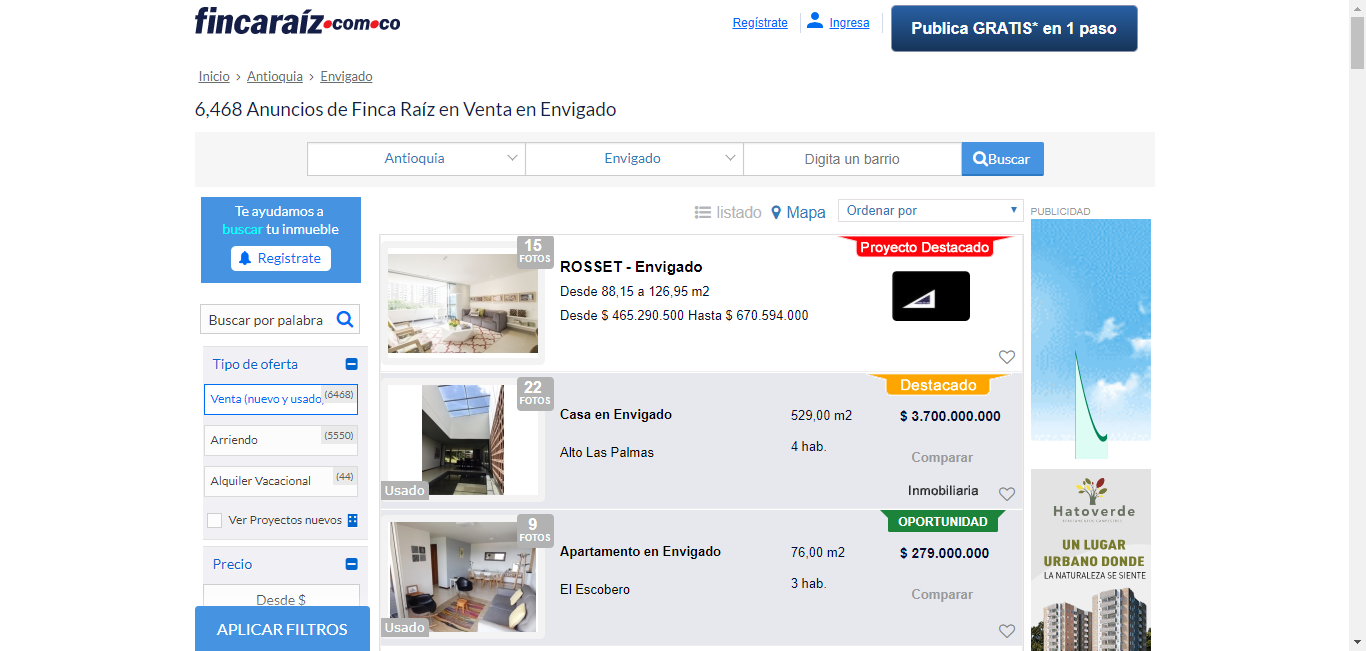 fincaraíz.com.co
Regístrate
Ingresa
Publica GRATIS* en 1 paso
Inicio › Antioquia › Envigado
6,468 Anuncios de Finca Raíz en Venta en Envigado
Antioquia
Envigado
Digita un barrio
Buscar
Te ayudamos a
buscar tu inmueble
Registrate
Buscar por palabra
Tipo de oferta
Venta (nuevo y usado
(6468)
Arriendo
(5550)
Alquiler Vacacional
(44)
Ver Proyectos nuevos
Precio
Desde $
APLICAR FILTROS
listado
Mapa
Ordenar por
15
FOTOS
ROSSET - Envigado
Desde 88,15 a 126,95 m2
Desde $ 465.290.500 Hasta $ 670.594.000
Proyecto Destacado
22
FOTOS
Usado
Casa en Envigado
Alto Las Palmas
529,00 m2
4 hab.
Destacado
$ 3.700.000.000
Comparar
Inmobiliaria
9
FOTOS
Usado
Apartamento en Envigado
El Escobero
76,00 m2
3 hab.
OPORTUNIDAD
$ 279.000.000
Comparar
PUBLICIDAD
Hatoverde
UN LUGAR
URBANO DONDE
LA NATURALEZA SE SIENTE